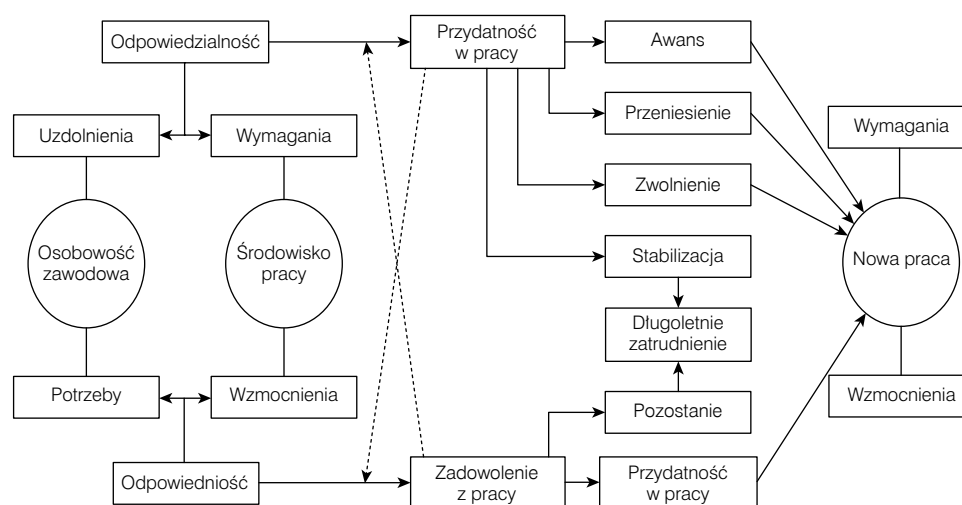 Odpowiedzialność
Przydatność
w pracy
Awans
Uzdolnienia
Wymagania
Przeniesienie
Wymagania
Zwolnienie
Osobowość
zawodowa
Środowisko
pracy
Stabilizacja
Nowa praca
Długoletnie
zatrudnienie
Potrzeby
Wzmocnienia
Pozostanie
Wzmocnienia
Odpowiedniość
Zadowolenie
z pracy
Przydatność
w pracy